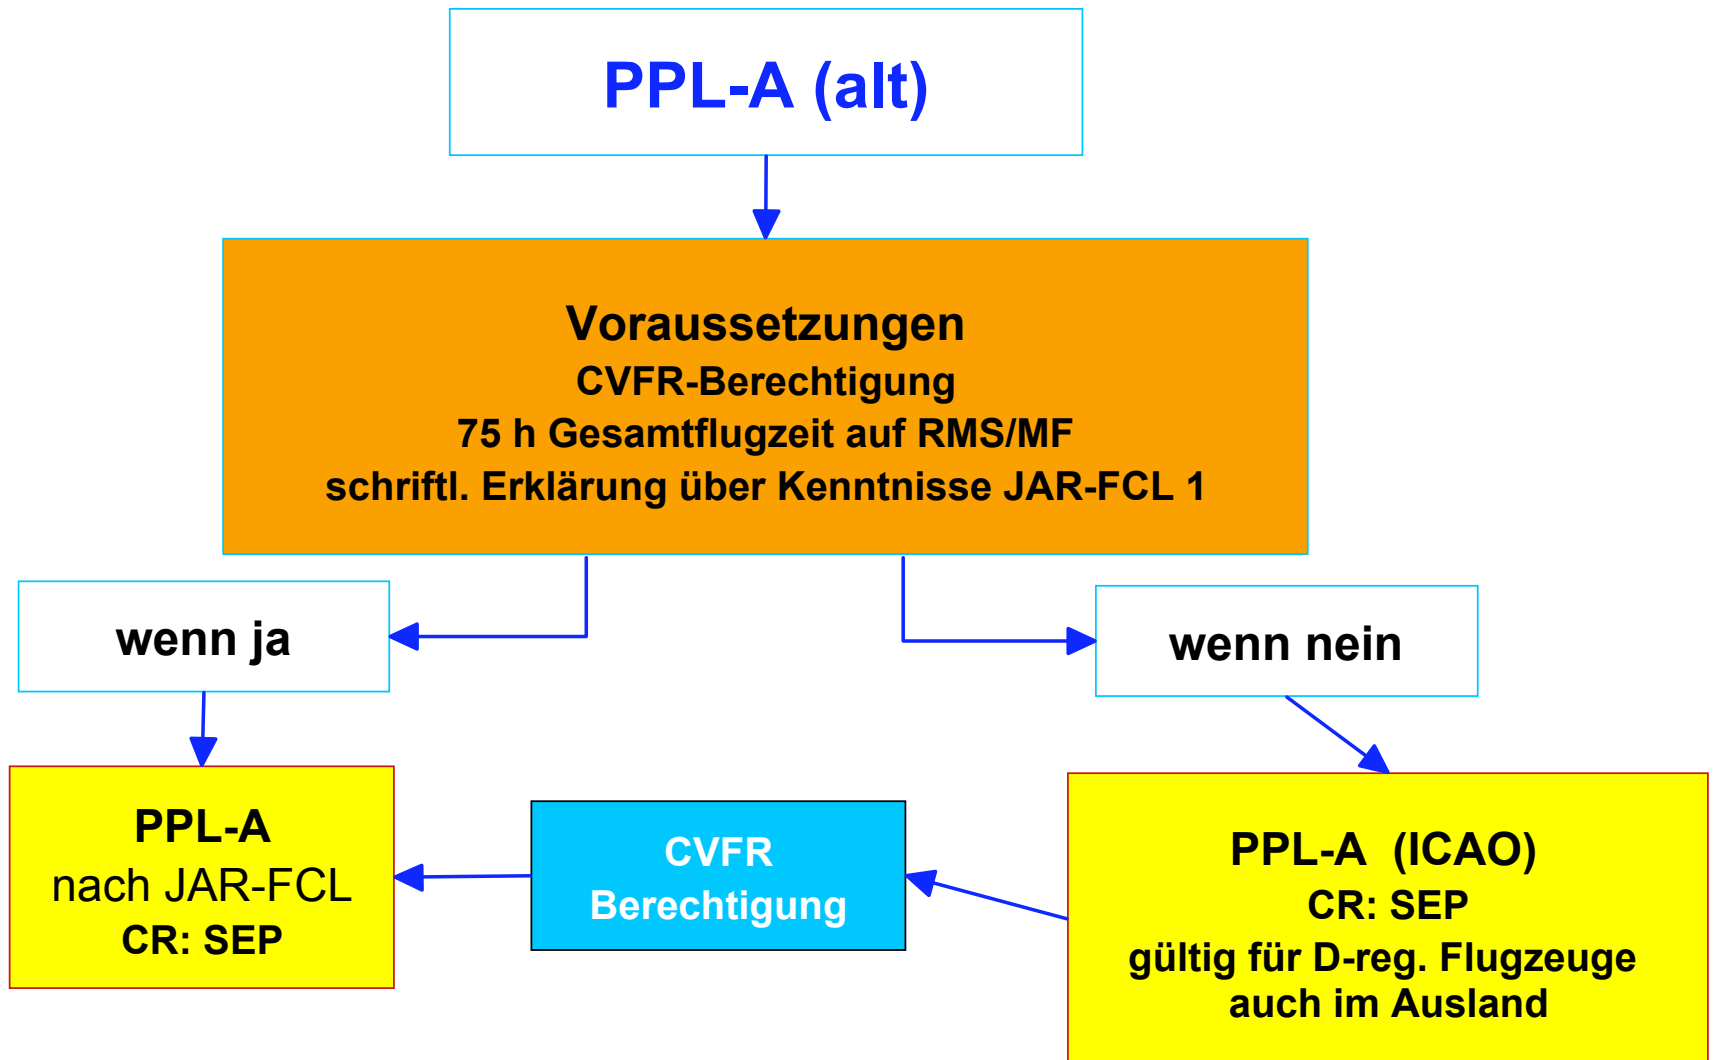 PPL-A (alt)
Voraussetzungen
CVFR-Berechtigung
75 h Gesamtflugzeit auf RMS/MF
schriftl. Erklärung über Kenntnisse JAR-FCL 1
wenn ja
wenn nein
PPL-A
nach JAR-FCL
CR: SEP
CVFR
Berechtigung
PPL-A (ICAO)
CR: SEP
gültig für D-reg. Flugzeuge
auch im Ausland